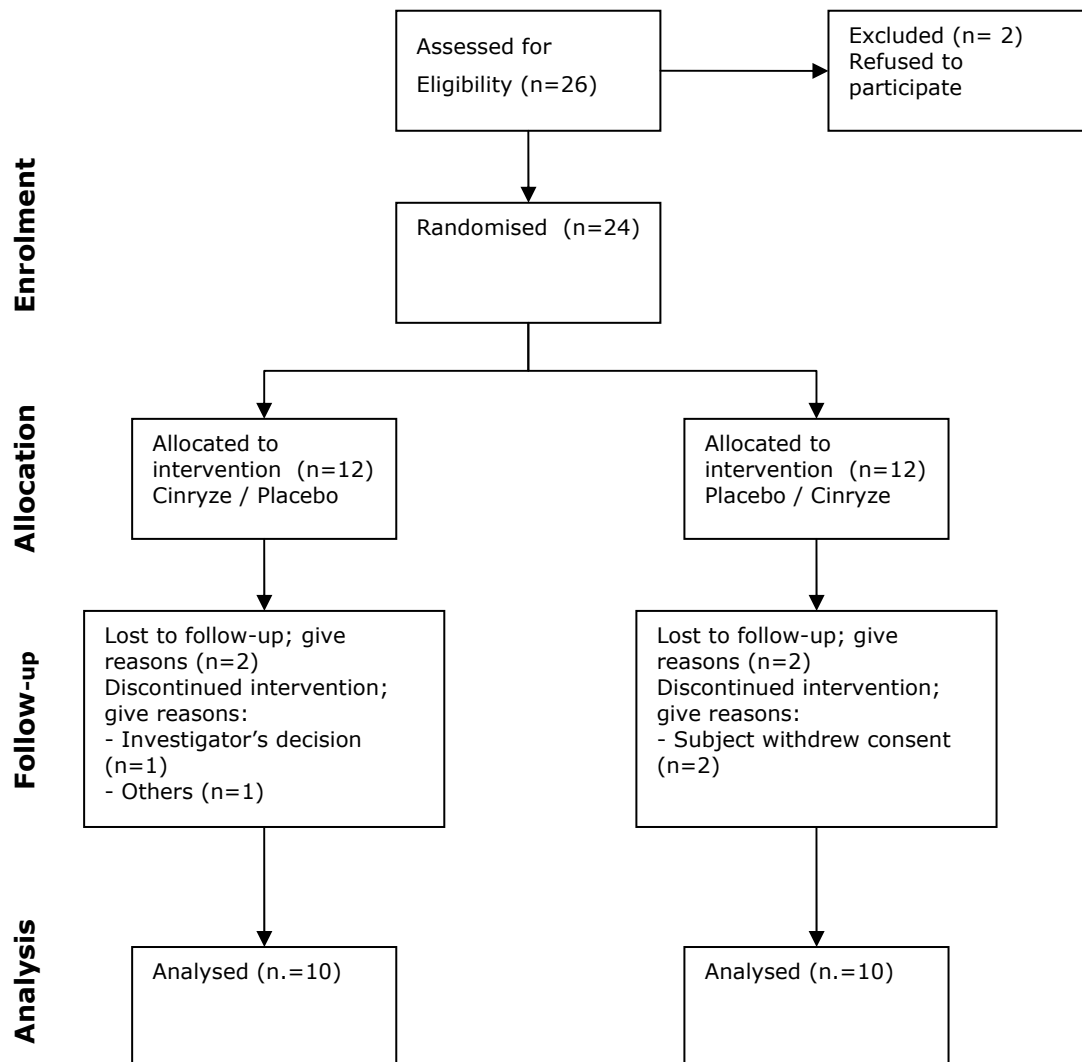 Assessed for
Eligibility (n=26)
Excluded (n= 2)
Refused to
participate
Enrolment
Randomised  (n=24)
Allocation
Allocated to
intervention  (n=12)
Cinryze / Placebo
Allocated to
intervention  (n=12)
Placebo / Cinryze
Follow-up
Lost to follow-up; give
reasons (n=2)
Discontinued intervention;
give reasons:
- Investigator’s decision
(n=1)
- Others (n=1)
Lost to follow-up; give
reasons (n=2)
Discontinued intervention;
give reasons:
- Subject withdrew consent
(n=2)
Analysis
Analysed (n.=10)
Analysed (n.=10)